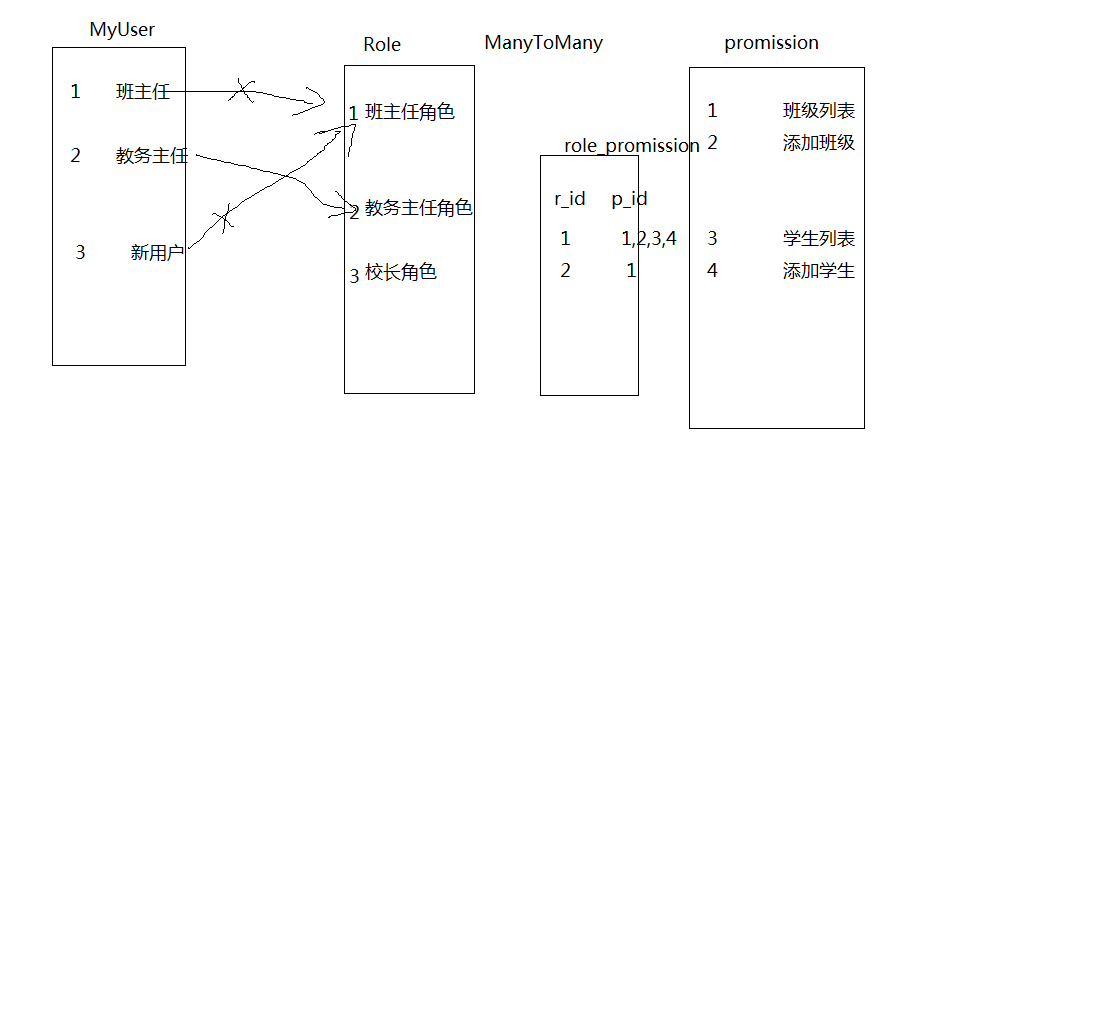 MyUser
1 班主任
2 教务主任
3 新用户
Role
1 班主任角色
2 教务主任角色
3 校长角色
ManyToMany
role_promission
r_id p_id
1 1,2,3,4
2 1
promission
1 班级列表
2 添加班级
3 学生列表
4 添加学生